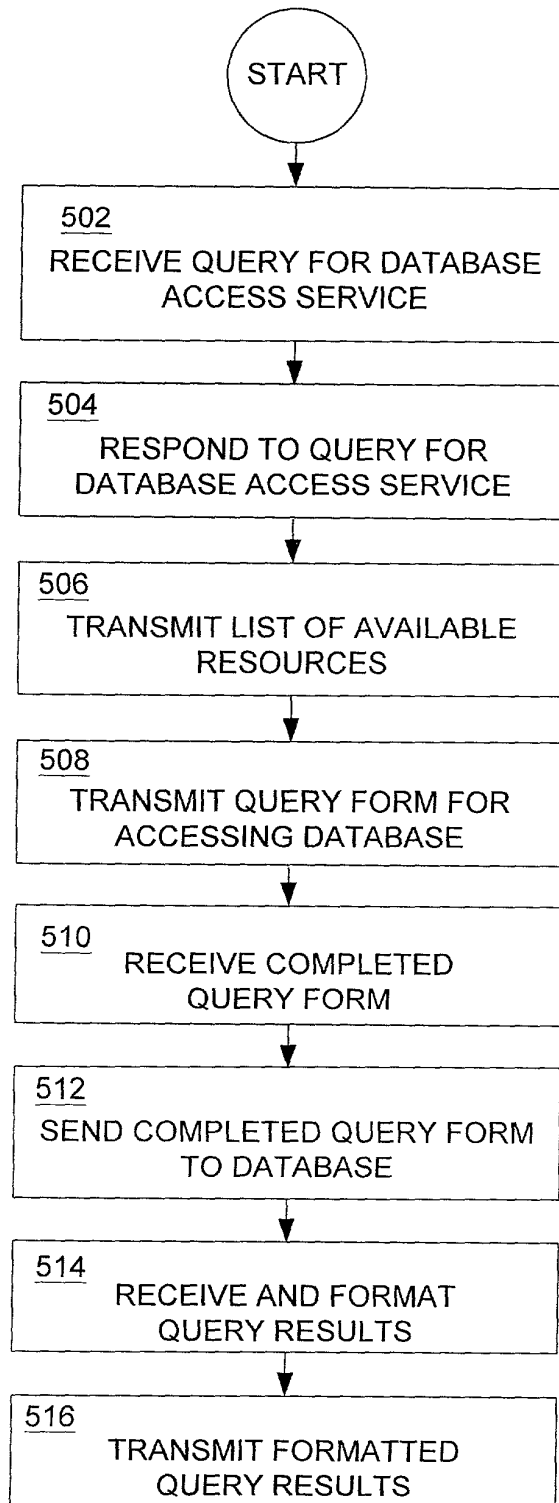 START
502
RECEIVE QUERY FOR DATABASE
ACCESS SERVICE
504
RESPOND TO QUERY FOR
DATABASE ACCESS SERVICE
506
TRANSMIT LIST OF AVAILABLE
RESOURCES
508
TRANSMIT QUERY FORM FOR
ACCESSING DATABASE
510
RECEIVE COMPLETED
QUERY FORM
512
SEND COMPLETED QUERY FORM
TO DATABASE
514
RECEIVE AND FORMAT
QUERY RESULTS
516
TRANSMIT FORMATTED
QUERY RESULTS